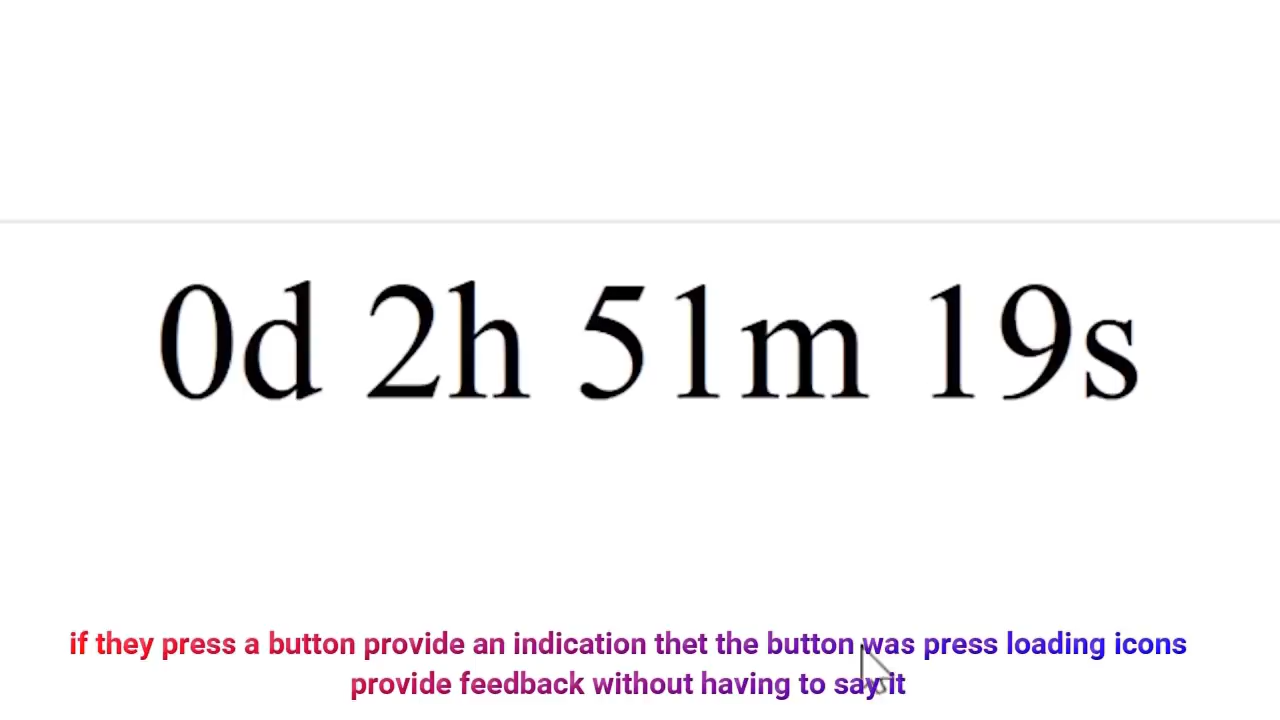 0d 2h 51m 19s
if they press a button provide an indication thet the button was press loading icons
provide feedback without having to say it